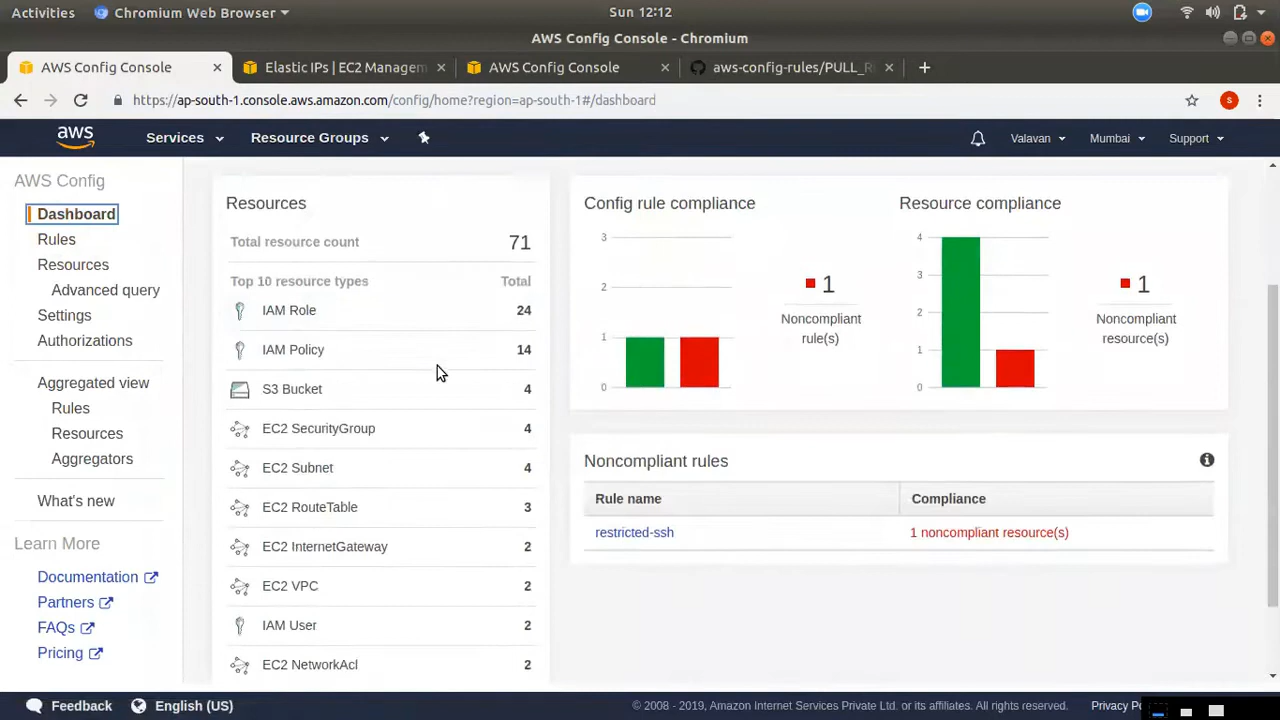 Activities Chromium Web Browser Sun 12:12
AWS Config Console - Chromium
AWS Config Console Elastic IPs | EC2 Managem AWS Config Console aws-config-rules/PULL_R
https://ap-south-1.console.aws.amazon.com/config/home?region=ap-south-1#/dashboard S
aws Services Resource Groups Valavan Mumbai Support
AWS Config
Dashboard
Rules
Resources
Advanced query
Settings
Authorizations
Aggregated view
Rules
Resources
Aggregators
What's new
Learn More
Documentation
Partners
FAQs
Pricing
Resources
Total resource count 71
Top 10 resource types Total
IAM Role 24
IAM Policy 14
S3 Bucket 4
EC2 SecurityGroup 4
EC2 Subnet 4
EC2 RouteTable 3
EC2 InternetGateway 2
EC2 VPC 2
IAM User 2
EC2 NetworkAcl 2
Config rule compliance
3
2
1
0
1
Noncompliant
rule(s)
Resource compliance
4
3
2
1
0
1
Noncompliant
resource(s)
Noncompliant rules
Rule name Compliance
restricted-ssh 1 noncompliant resource(s)
Feedback English (US) © 2008 - 2019, Amazon Internet Services Private Ltd. or its affiliates. All rights reserved. Privacy Po